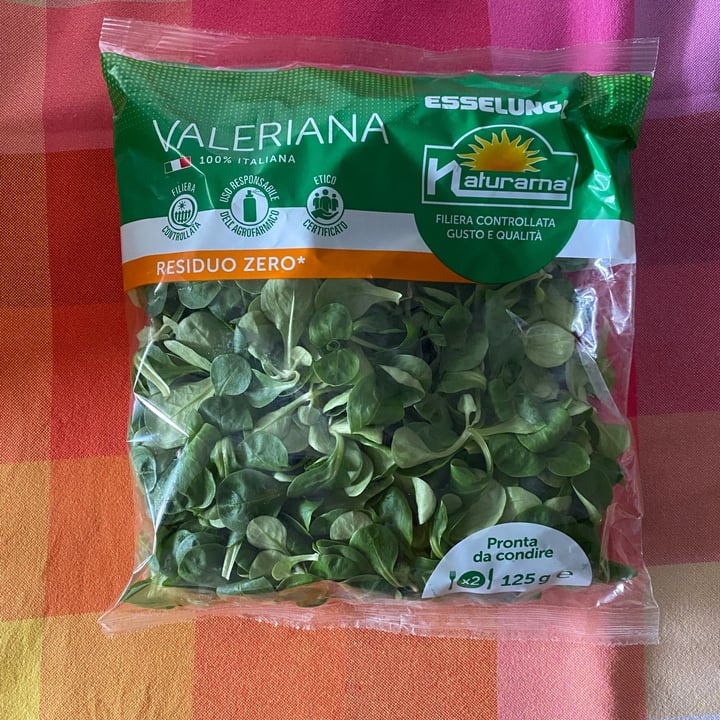 ESSELUNGA
VALERIANA
100% ITALIANA
FILIERA
CONTROLLATA
USO RESPONSABILE
DELL'AGROFARMACO
ETICO
CERTIFICATO
Naturama®
FILIERA CONTROLLATA
GUSTO E QUALITÀ
RESIDUO ZERO*
Pronta
da condire
x2 125 g e